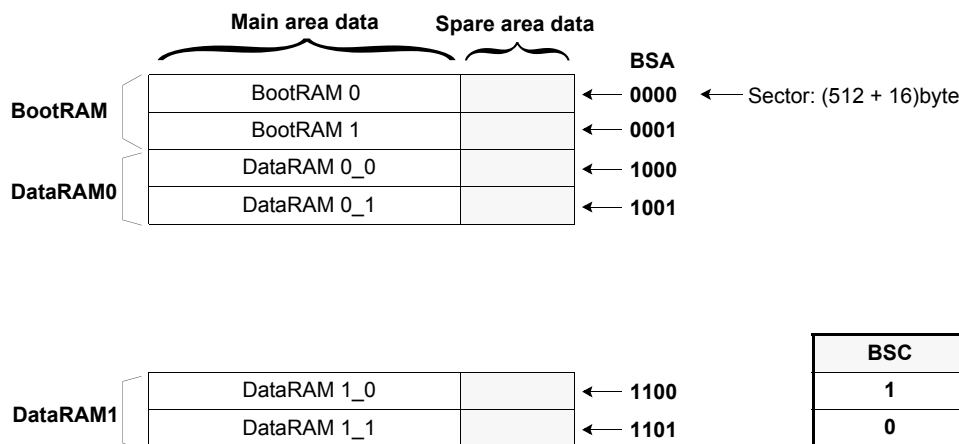 Main area data Spare area data
BSA
BootRAM
BootRAM 0 0000 Sector: (512 + 16)byte
BootRAM 1 0001
DataRAM0
DataRAM 0_0 1000
DataRAM 0_1 1001
BSC
DataRAM1
DataRAM 1_0 1100 1
DataRAM 1_1 1101 0